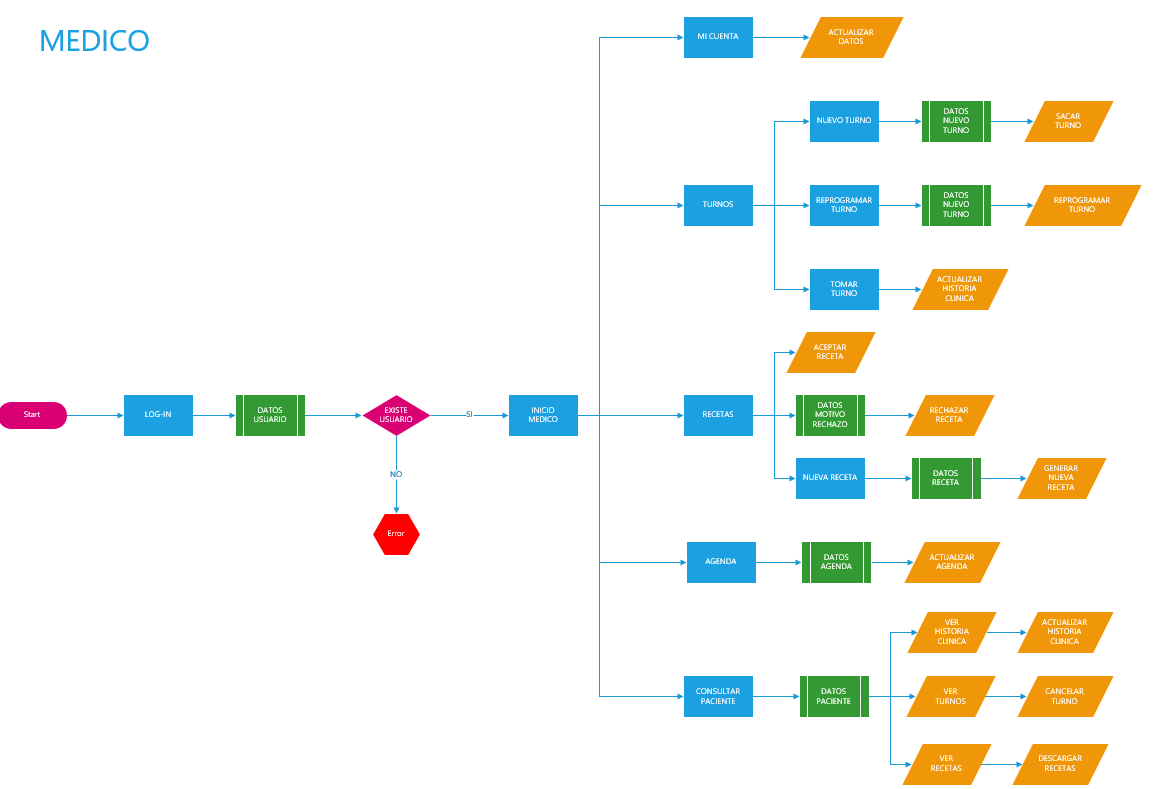 MEDICO
MI CUENTA
ACTUALIZAR
DATOS
NUEVO TURNO
DATOS
NUEVO
TURNO
SACAR
TURNO
TURNOS
REPROGRAMAR
TURNO
DATOS
NUEVO
TURNO
REPROGRAMAR
TURNO
TOMAR
TURNO
ACTUALIZAR
HISTORIA
CLINICA
ACEPTAR
RECETA
Start
LOG-IN
DATOS
USUARIO
EXISTE
USUARIO
SI
INICIO
MEDICO
RECETAS
DATOS
MOTIVO
RECHAZO
RECHAZAR
RECETA
NO
NUEVA RECETA
DATOS
RECETA
GENERAR
NUEVA
RECETA
Error
AGENDA
DATOS
AGENDA
ACTUALIZAR
AGENDA
VER
HISTORIA
CLINICA
ACTUALIZAR
HISTORIA
CLINICA
CONSULTAR
PACIENTE
DATOS
PACIENTE
VER
TURNOS
CANCELAR
TURNO
VER
RECETAS
DESCARGAR
RECETAS